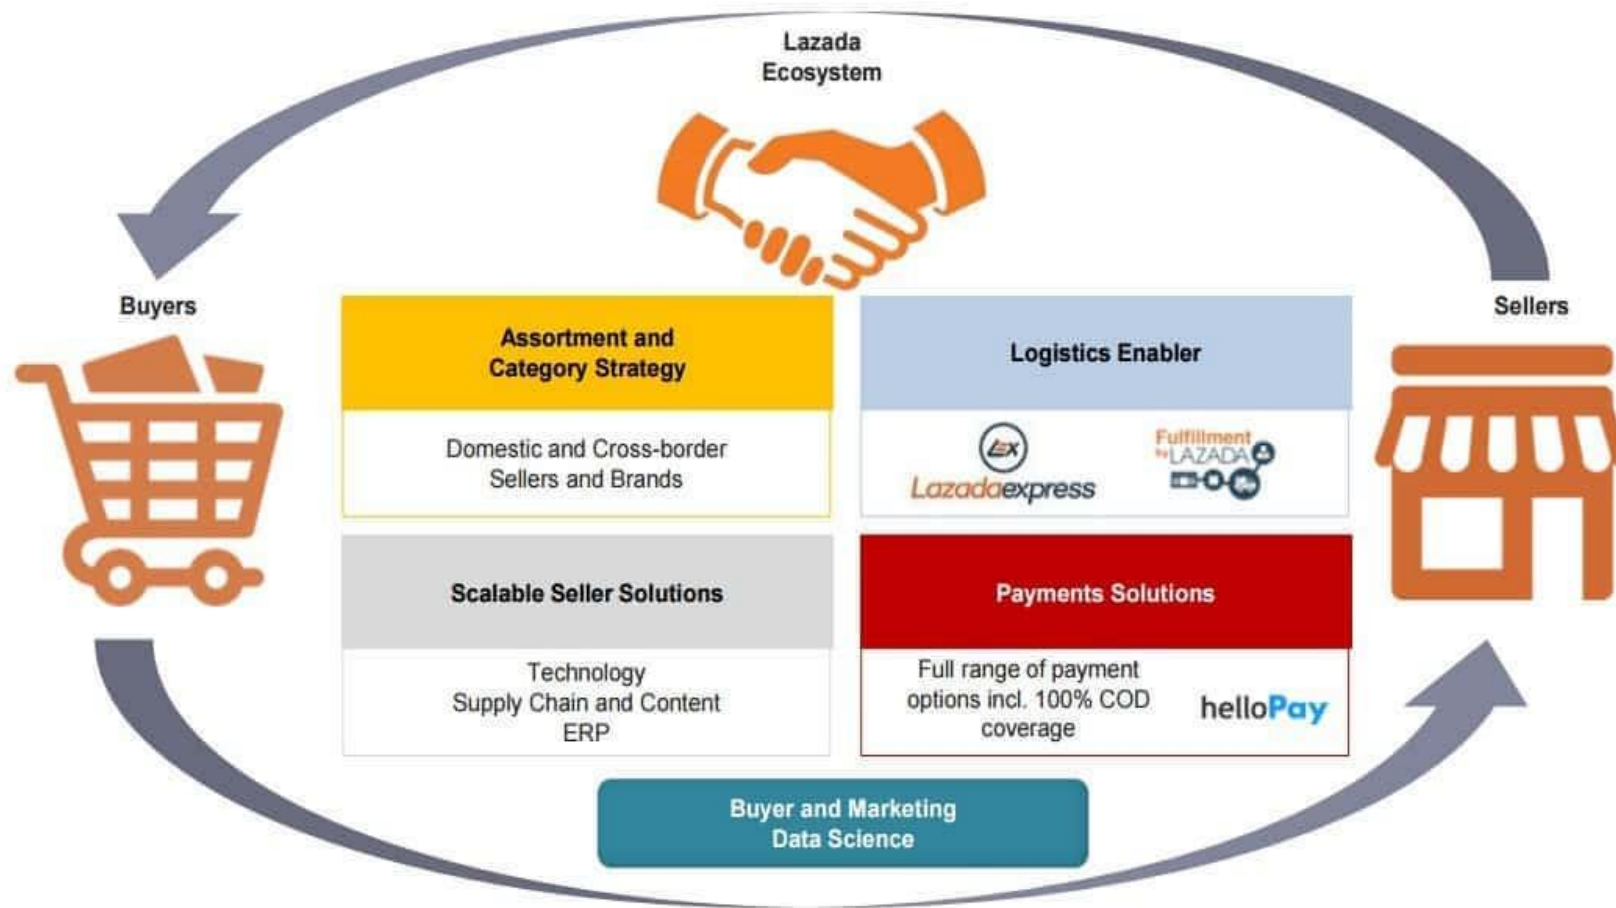 Lazada
Ecosystem
Buyers
Sellers
Assortment and
Category Strategy
Domestic and Cross-border
Sellers and Brands
Logistics Enabler
LEX
Lazadaexpress
Fulfillment
by LAZADA
Scalable Seller Solutions
Technology
Supply Chain and Content
ERP
Payments Solutions
Full range of payment
options incl. 100% COD
coverage
helloPay
Buyer and Marketing
Data Science